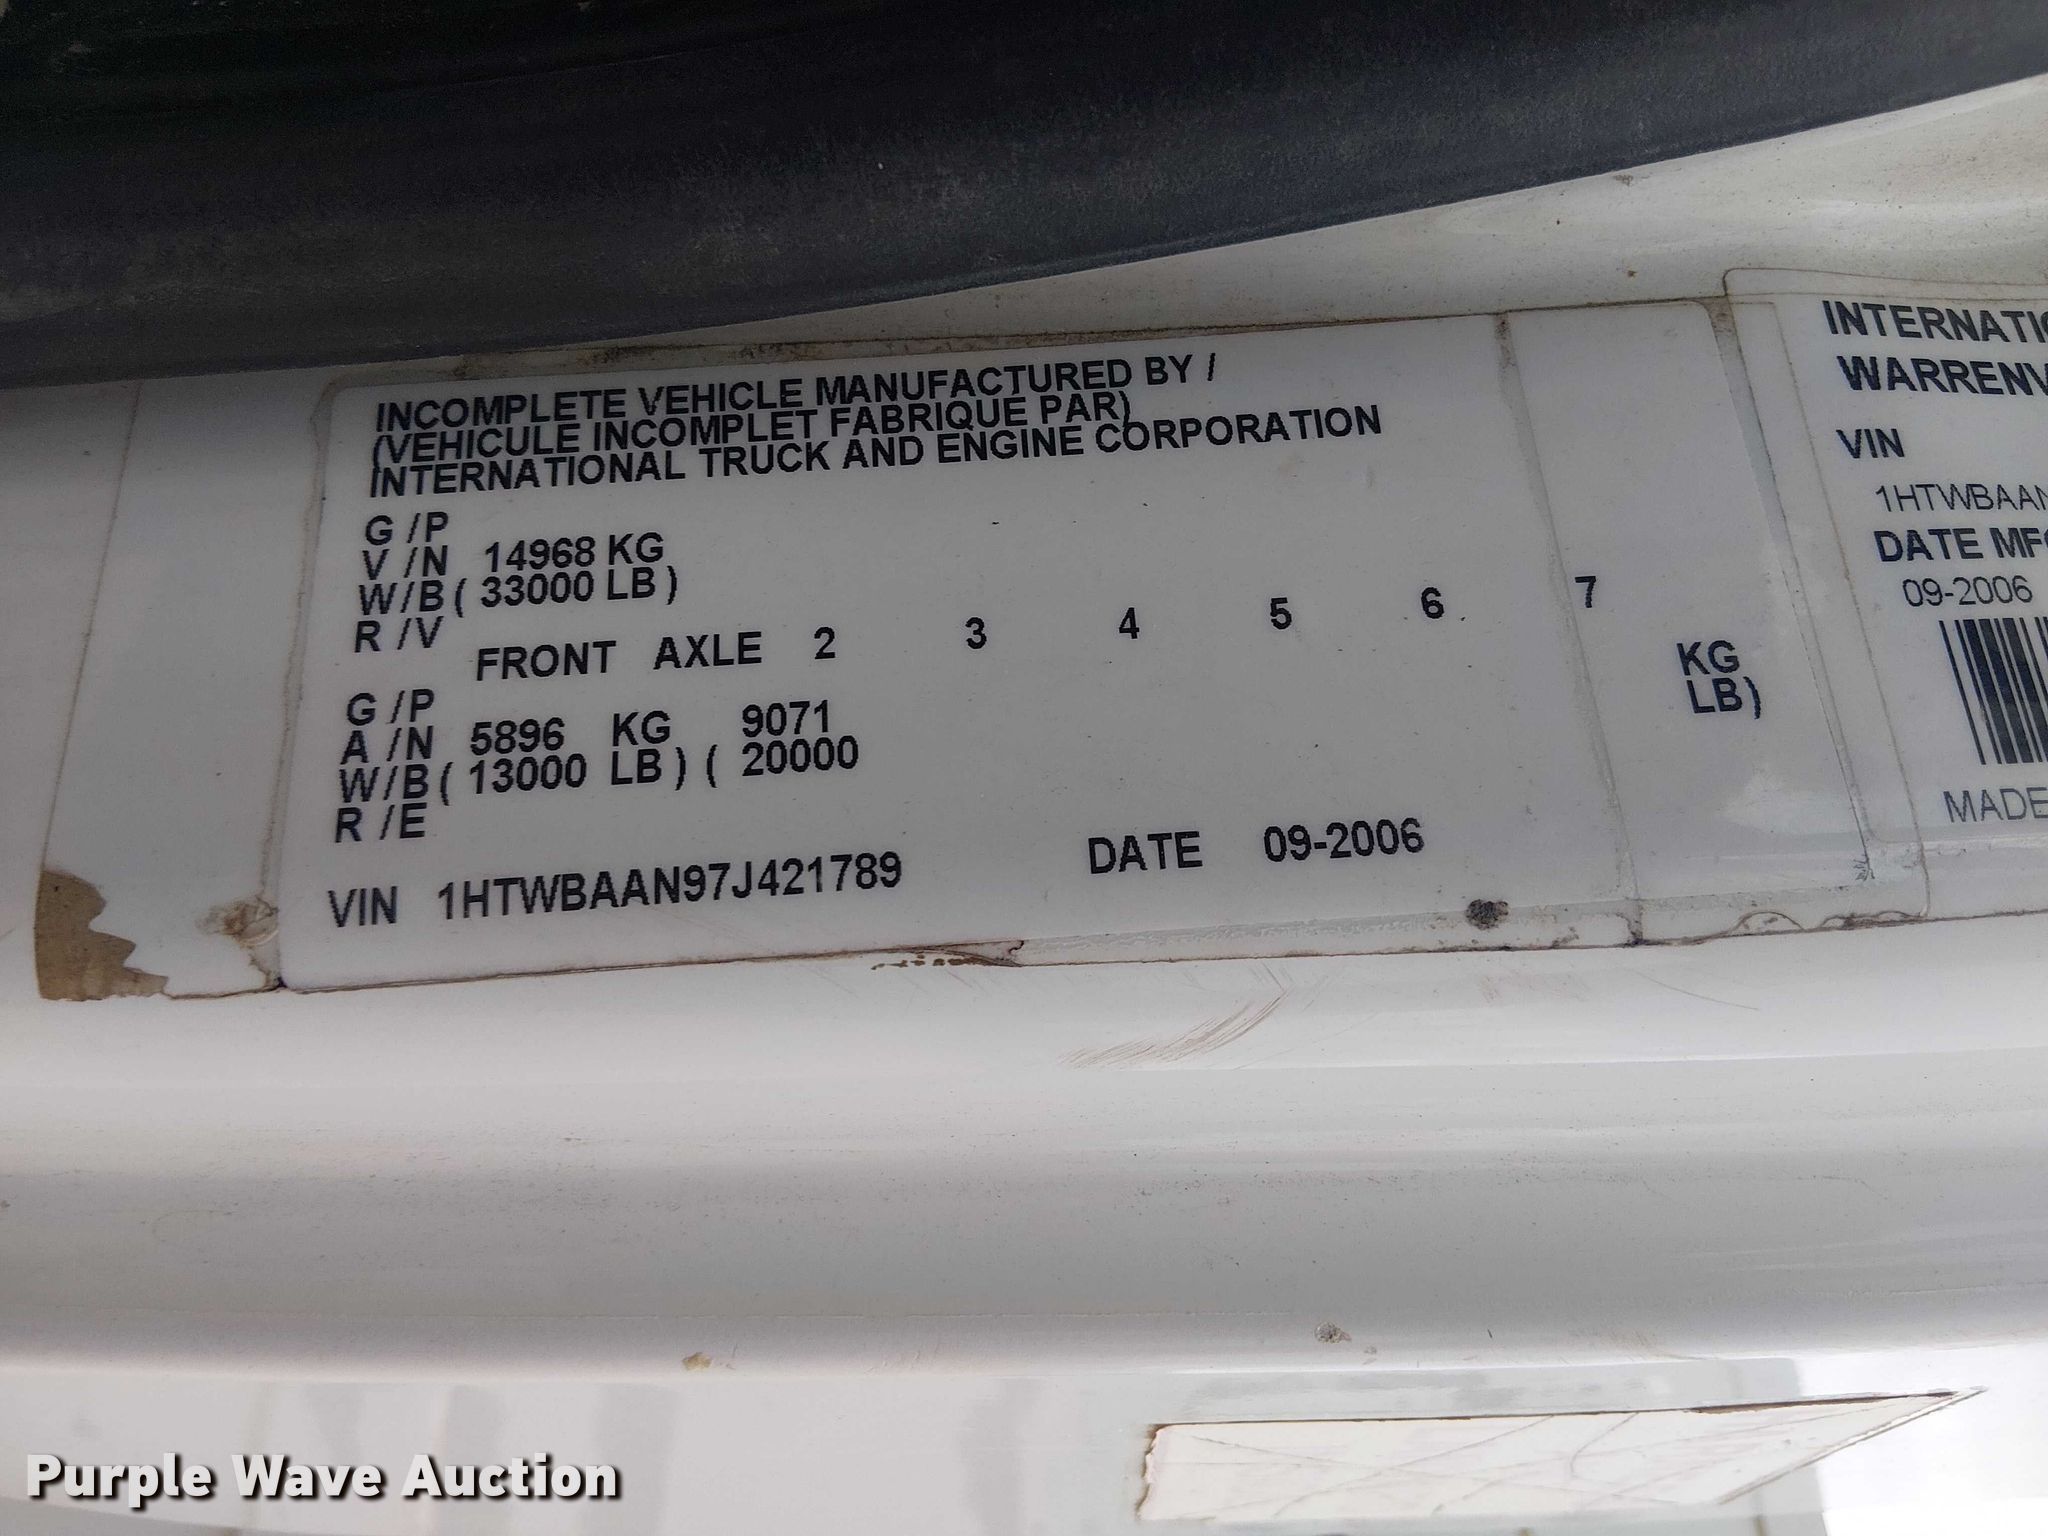 INCOMPLETE VEHICLE MANUFACTURED BY /
(VEHICULE INCOMPLET FABRIQUE PAR)
INTERNATIONAL TRUCK AND ENGINE CORPORATION
G /P
V /N 14968 KG
W/B ( 33000 LB )
R /V
FRONT AXLE 2 3 4 5 6 7
G /P
A /N 5896 KG 9071 KG
W/B ( 13000 LB ) ( 20000 LB)
R /E
VIN 1HTWBAAN97J421789 DATE 09-2006
INTERNATI
WARRENV
VIN
1HTWBAAN
DATE MF
09-2006
MADE
Purple Wave Auction